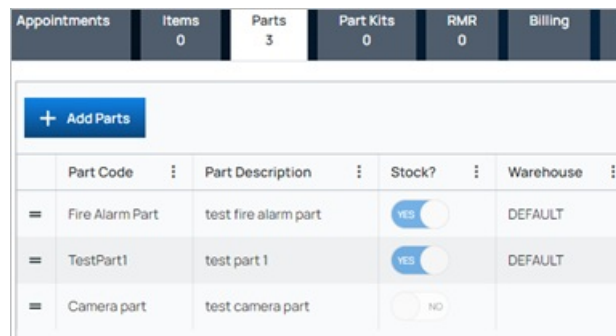 Appointments Items Parts Part Kits RMR Billing
0 3 0 0
+ Add Parts
Part Code Part Description Stock? Warehouse
Fire Alarm Part test fire alarm part YES DEFAULT
TestPart1 test part 1 YES DEFAULT
Camera part test camera part NO